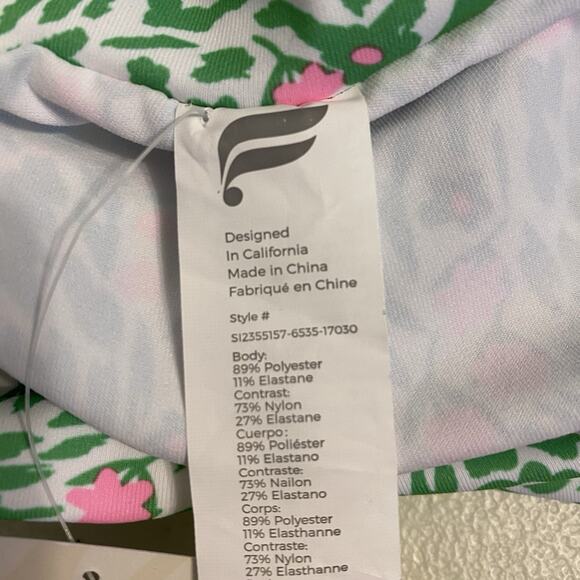 Designed
In California
Made in China
Fabriqué en Chine
Style #
SI2355157-6535-17030
Body:
89% Polyester
11% Elastane
Contrast:
73% Nylon
27% Elastane
Cuerpo:
89% Poliéster
11% Elastano
Contraste:
73% Nailon
27% Elastano
Corps:
89% Polyester
11% Elasthanne
Contraste:
73% Nylon
27% Elasthanne